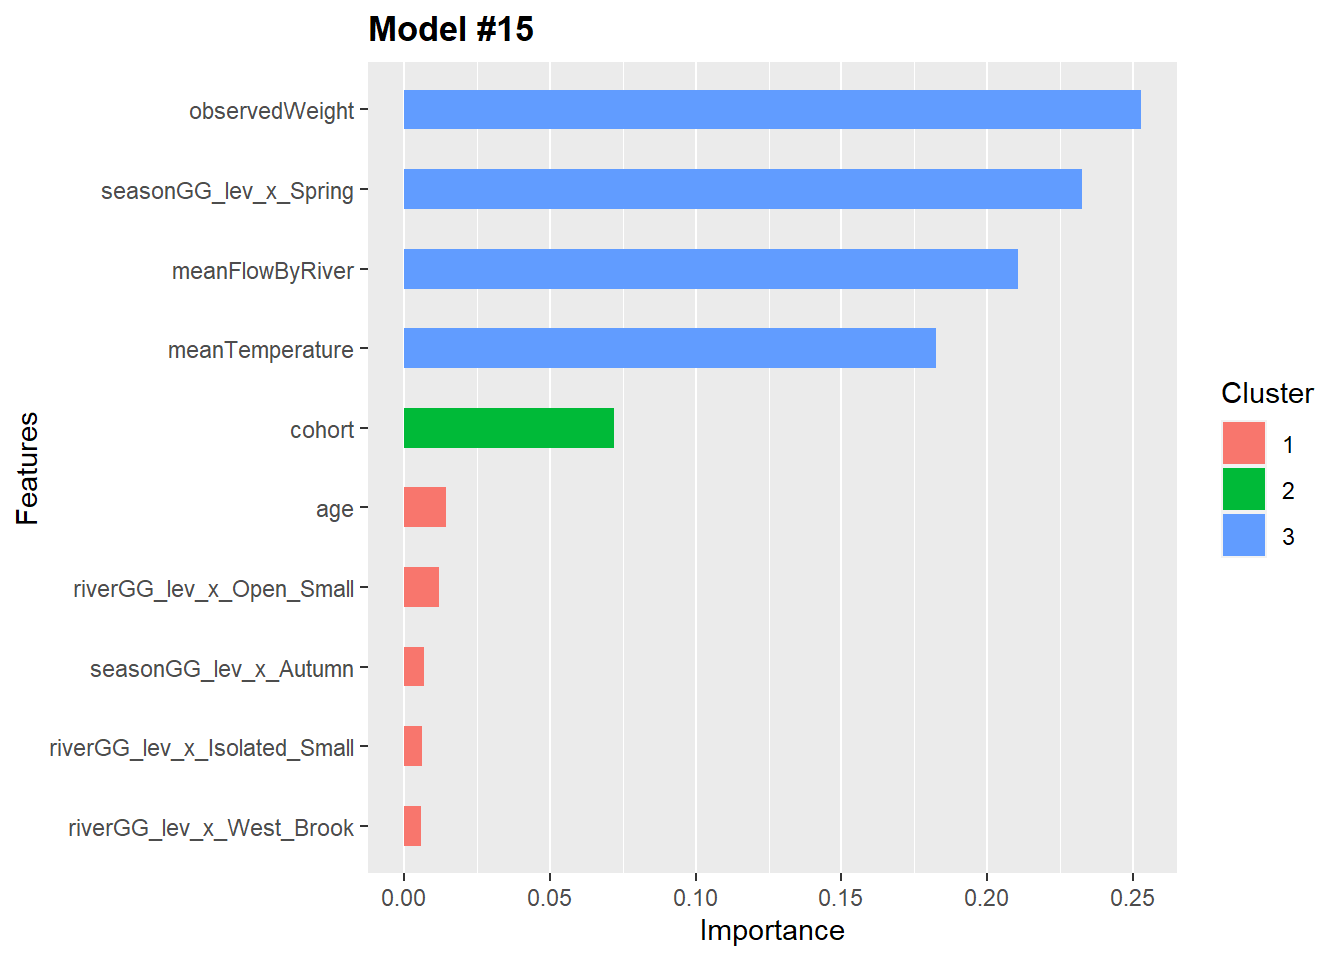 Model #15
observedWeight
seasonGG_lev_x_Spring
meanFlowByRiver
meanTemperature
cohort
age
riverGG_lev_x_Open_Small
seasonGG_lev_x_Autumn
riverGG_lev_x_Isolated_Small
riverGG_lev_x_West_Brook
Features
0.00 0.05 0.10 0.15 0.20 0.25
Importance
Cluster
1
2
3